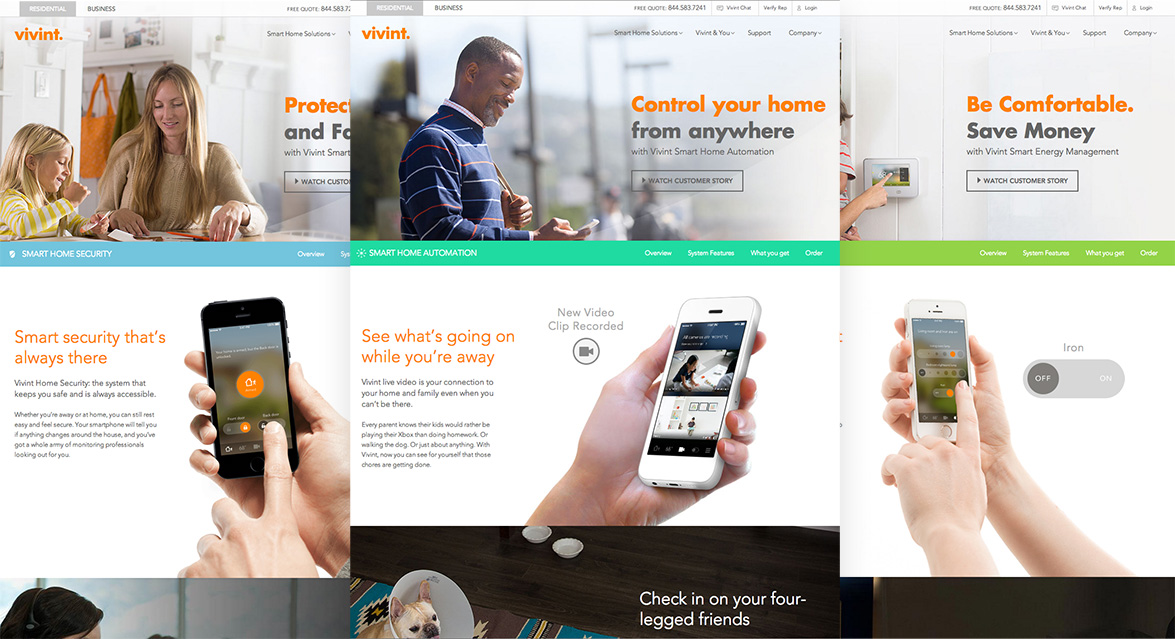 RESIDENTIAL
BUSINESS
FREE QUOTE: 844.583.7
vivint.
Smart Home Solutions
V
Protec
and Fa
with Vivint Smart
WATCH CUSTO
SMART HOME SECURITY
Overview
Sys
Smart security that's
always there
Vivint Home Security: the system that
keeps you safe and is always accessible.
Whether you're away or at home, you can still rest
easy and feel secure. Your smartphone will tell you
if anything changes around the house, and you've
got a whole army of monitoring professionals
looking out for you.
Front door
Back door
RESIDENTIAL
BUSINESS
FREE QUOTE: 844.583.7241
Vivint Chat
Verify Rep
Login
vivint.
Smart Home Solutions
Vivint & You
Support
Company
Control your home
from anywhere
with Vivint Smart Home Automation
WATCH CUSTOMER STORY
SMART HOME AUTOMATION
Overview
System Features
What you get
Order
See what's going on
while you're away
Vivint live video is your connection to
your home and family even when you
can't be there.
Every parent knows their kids would rather be
playing their Xbox than doing homework. Or
walking the dog. Or just about anything. With
Vivint, now you can see for yourself that those
chores are getting done.
New Video
Clip Recorded
All cameras are working
Check in on your four-
legged friends
FREE QUOTE: 844.583.7241
Vivint Chat
Verify Rep
Login
Smart Home Solutions
Vivint & You
Support
Company
Be Comfortable.
Save Money
with Vivint Smart Energy Management
WATCH CUSTOMER STORY
Overview
System Features
What you get
Order
Iron
OFF
ON